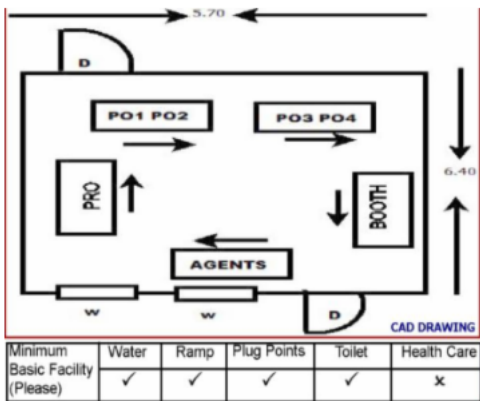 5.70
D
PO1 PO2
PO3 PO4
6.40
PRO
BOOTH
AGENTS
W
W
D
CAD DRAWING
Minimum Basic Facility (Please) Water Ramp Plug Points Toilet Health Care
✓ ✓ ✓ ✓ x